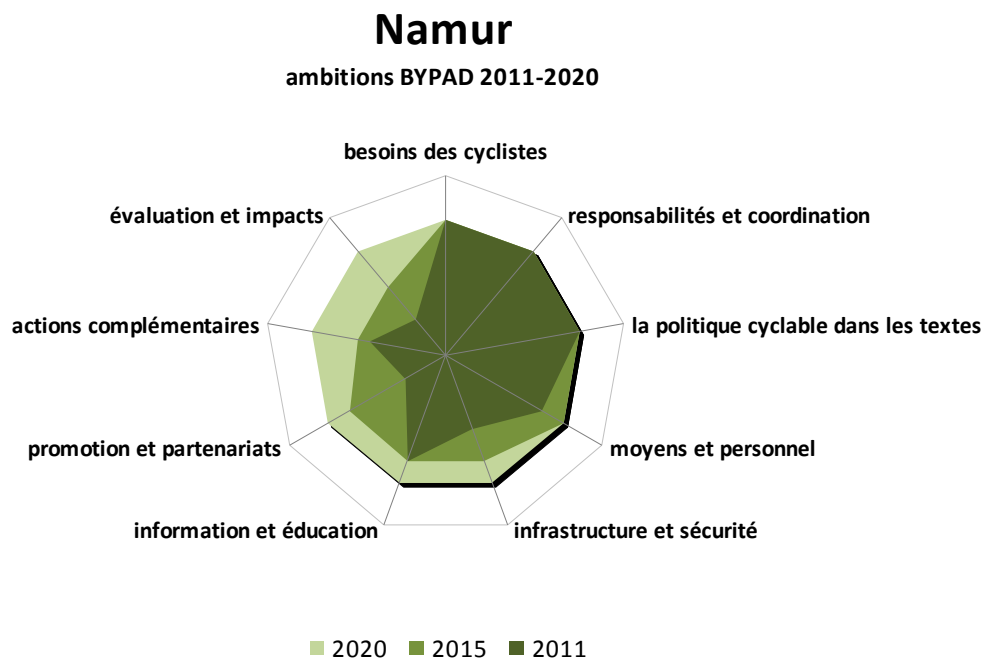 Namur
ambitions BYPAD 2011-2020
besoins des cyclistes
évaluation et impacts
responsabilités et coordination
actions complémentaires
la politique cyclable dans les textes
promotion et partenariats
moyens et personnel
information et éducation
infrastructure et sécurité
2020 2015 2011